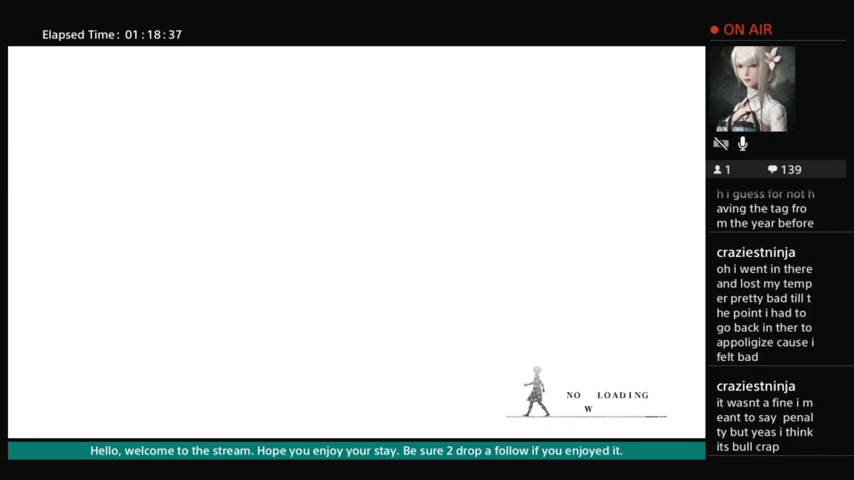 Elapsed Time: 01:18:37
ON AIR
1 139
h i guess for not h
aving the tag fro
m the year before
craziestninja
oh i went in there
and lost my temp
er pretty bad till t
he point i had to
go back in ther to
appoligize cause i
felt bad
craziestninja
it wasnt a fine i m
eant to say penal
ty but yeas i think
its bull crap
NO LOADING
W
Hello, welcome to the stream. Hope you enjoy your stay. Be sure 2 drop a follow if you enjoyed it.